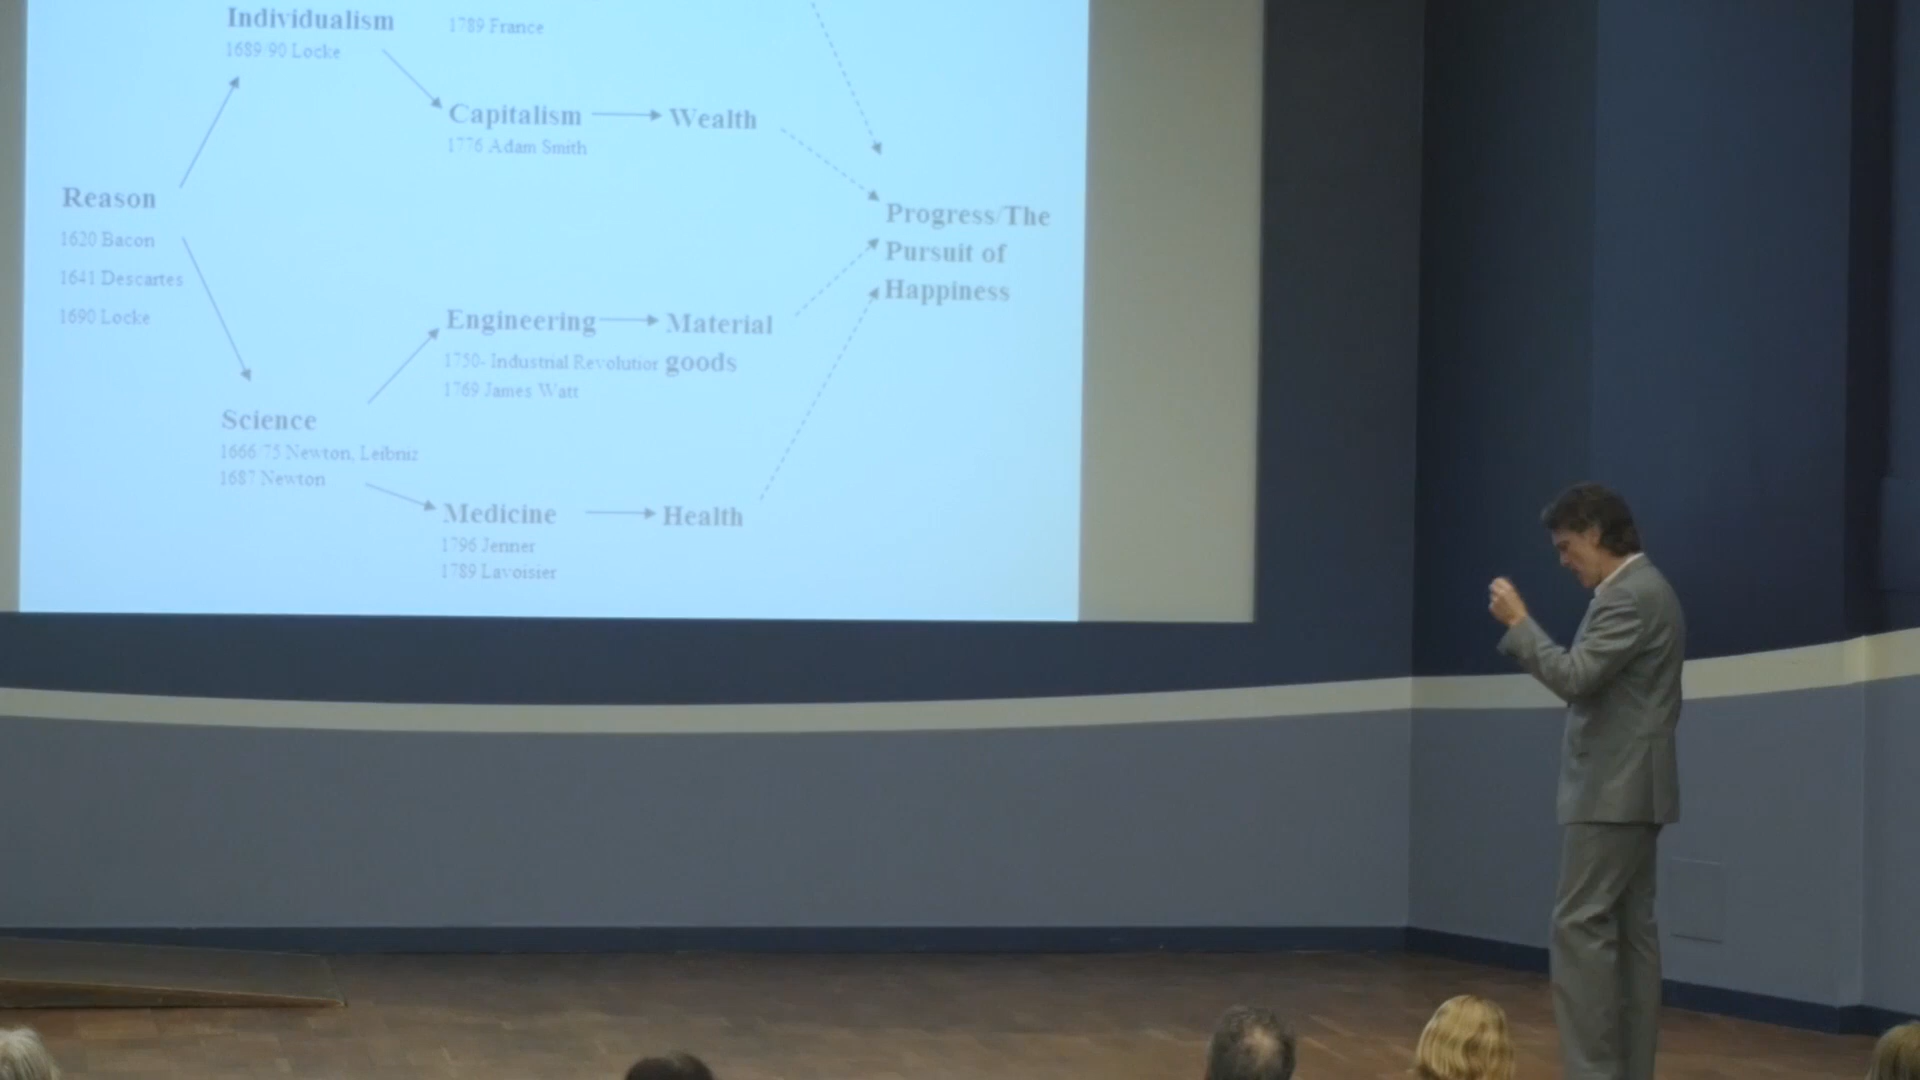 Individualism
1689/90 Locke
1789 France
Capitalism
1776 Adam Smith
Wealth
Reason
1620 Bacon
1641 Descartes
1690 Locke
Progress/The
Pursuit of
Happiness
Engineering
1750- Industrial Revolution
1769 James Watt
Material
goods
Science
1666/75 Newton, Leibniz
1687 Newton
Medicine
1796 Jenner
1789 Lavoisier
Health